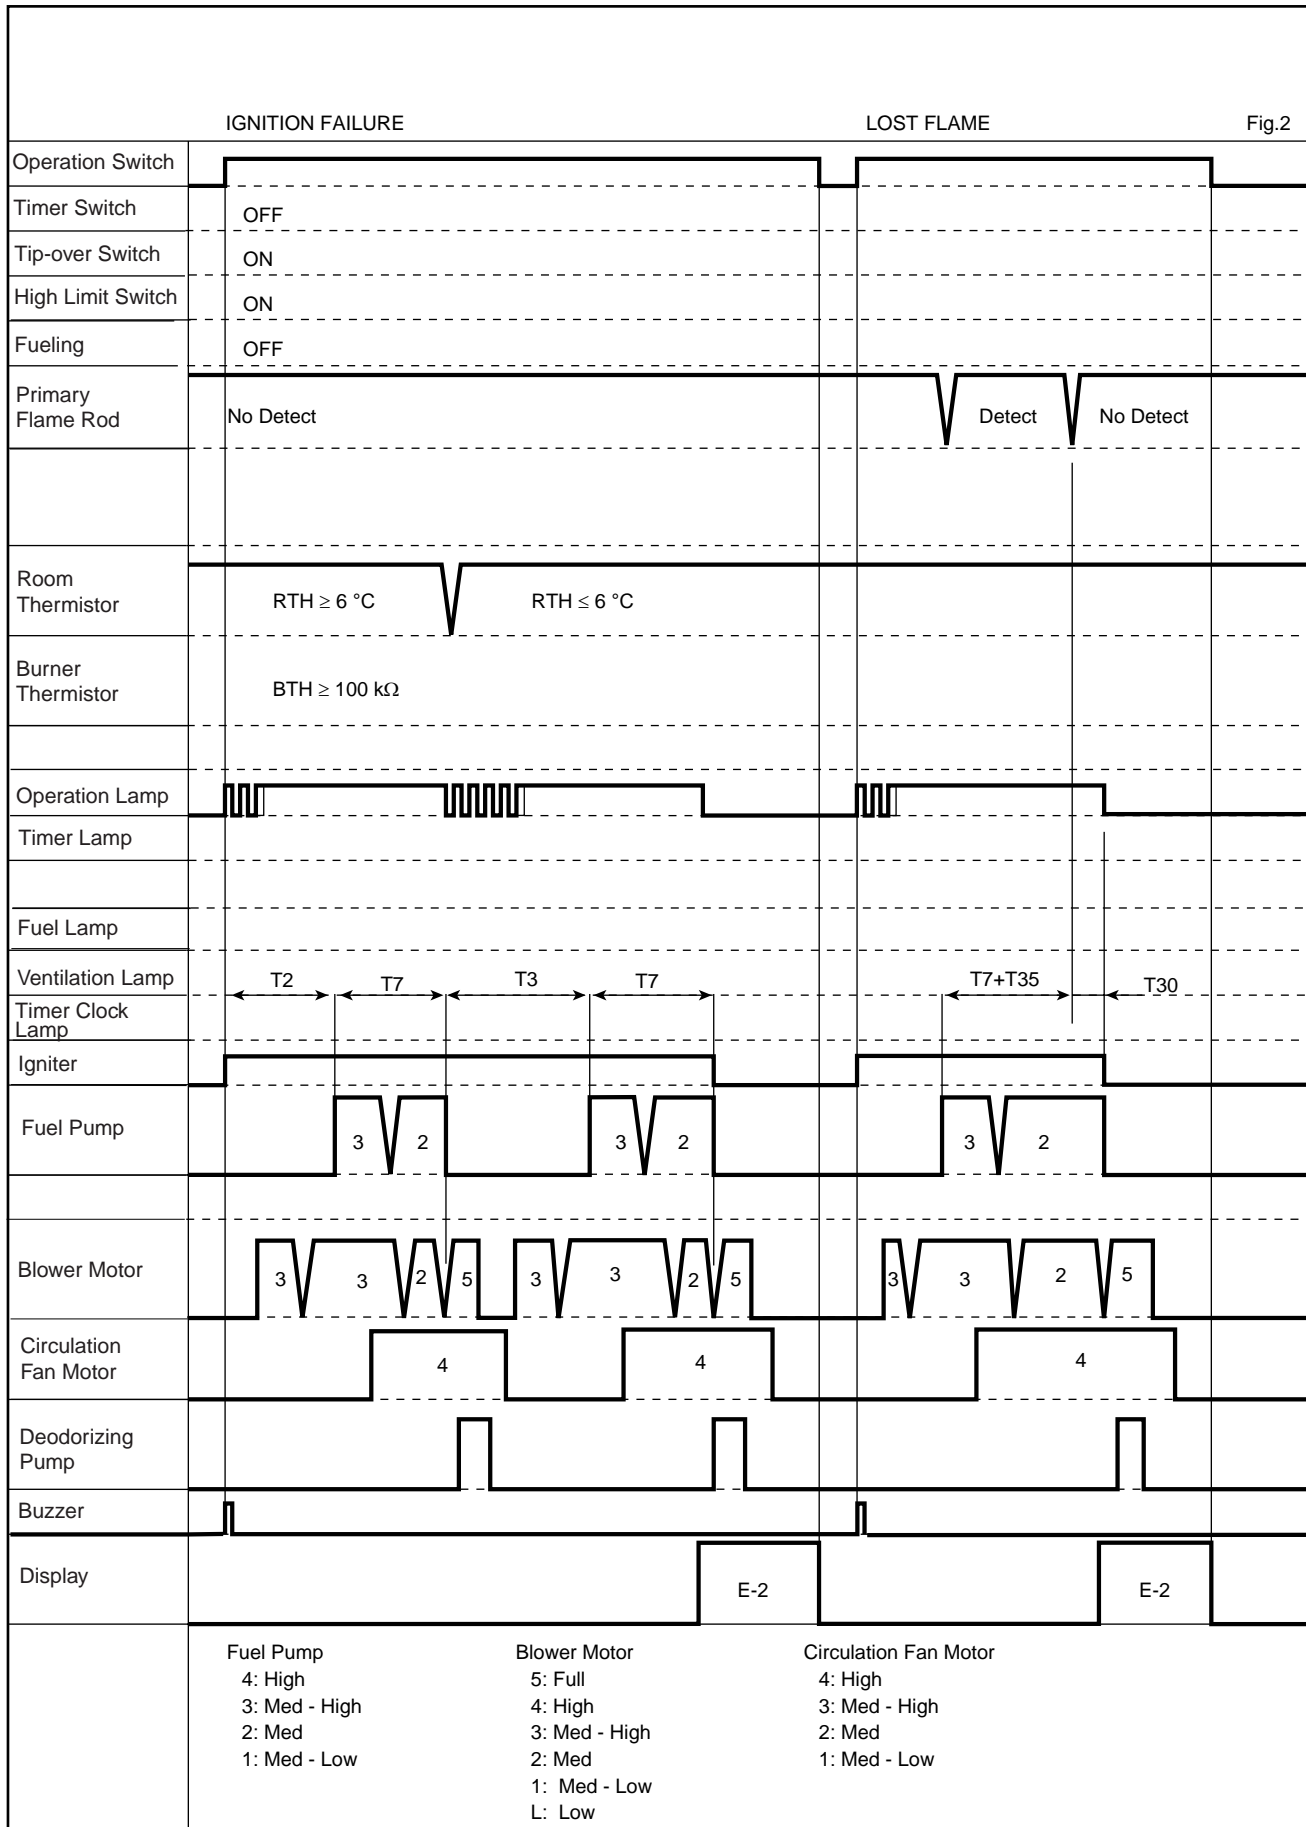 IGNITION FAILURE LOST FLAME Fig.2
Operation Switch
Timer Switch OFF
Tip-over Switch ON
High Limit Switch ON
Fueling OFF
Primary
Flame Rod No Detect Detect No Detect
Room
Thermistor RTH ≥ 6 °C RTH ≤ 6 °C
Burner
Thermistor BTH ≥ 100 kΩ
Operation Lamp
Timer Lamp
Fuel Lamp
Ventilation Lamp T2 T7 T3 T7 T7+T35 T30
Timer Clock
Lamp
Igniter
Fuel Pump 3 2 3 2 3 2
Blower Motor 3 3 2 5 3 3 2 5 3 3 2 5
Circulation
Fan Motor 4 4 4
Deodorizing
Pump
Buzzer
Display E-2 E-2
Fuel Pump Blower Motor Circulation Fan Motor
4: High 5: Full 4: High
3: Med - High 4: High 3: Med - High
2: Med 3: Med - High 2: Med
1: Med - Low 2: Med 1: Med - Low
1: Med - Low
L: Low